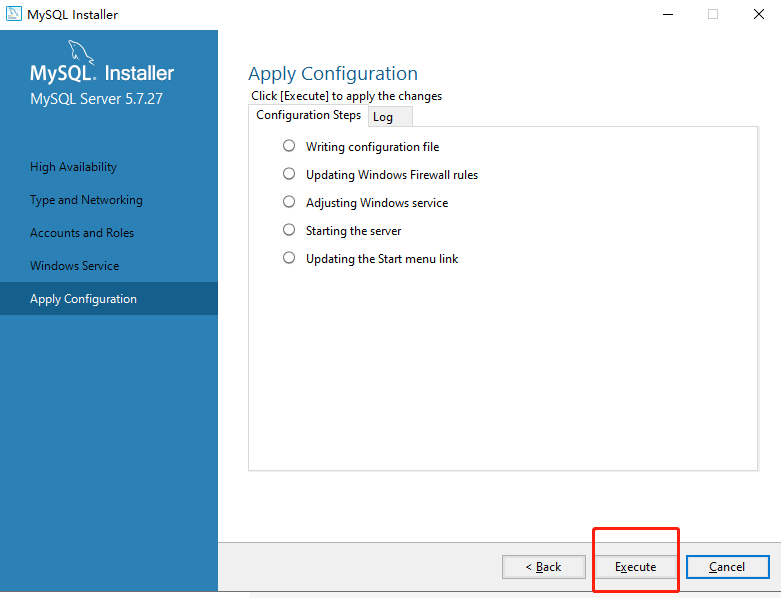 MySQL Installer
MySQL. Installer
MySQL Server 5.7.27
High Availability
Type and Networking
Accounts and Roles
Windows Service
Apply Configuration
Apply Configuration
Click [Execute] to apply the changes
Configuration Steps
Log
Writing configuration file
Updating Windows Firewall rules
Adjusting Windows service
Starting the server
Updating the Start menu link
< Back
Execute
Cancel